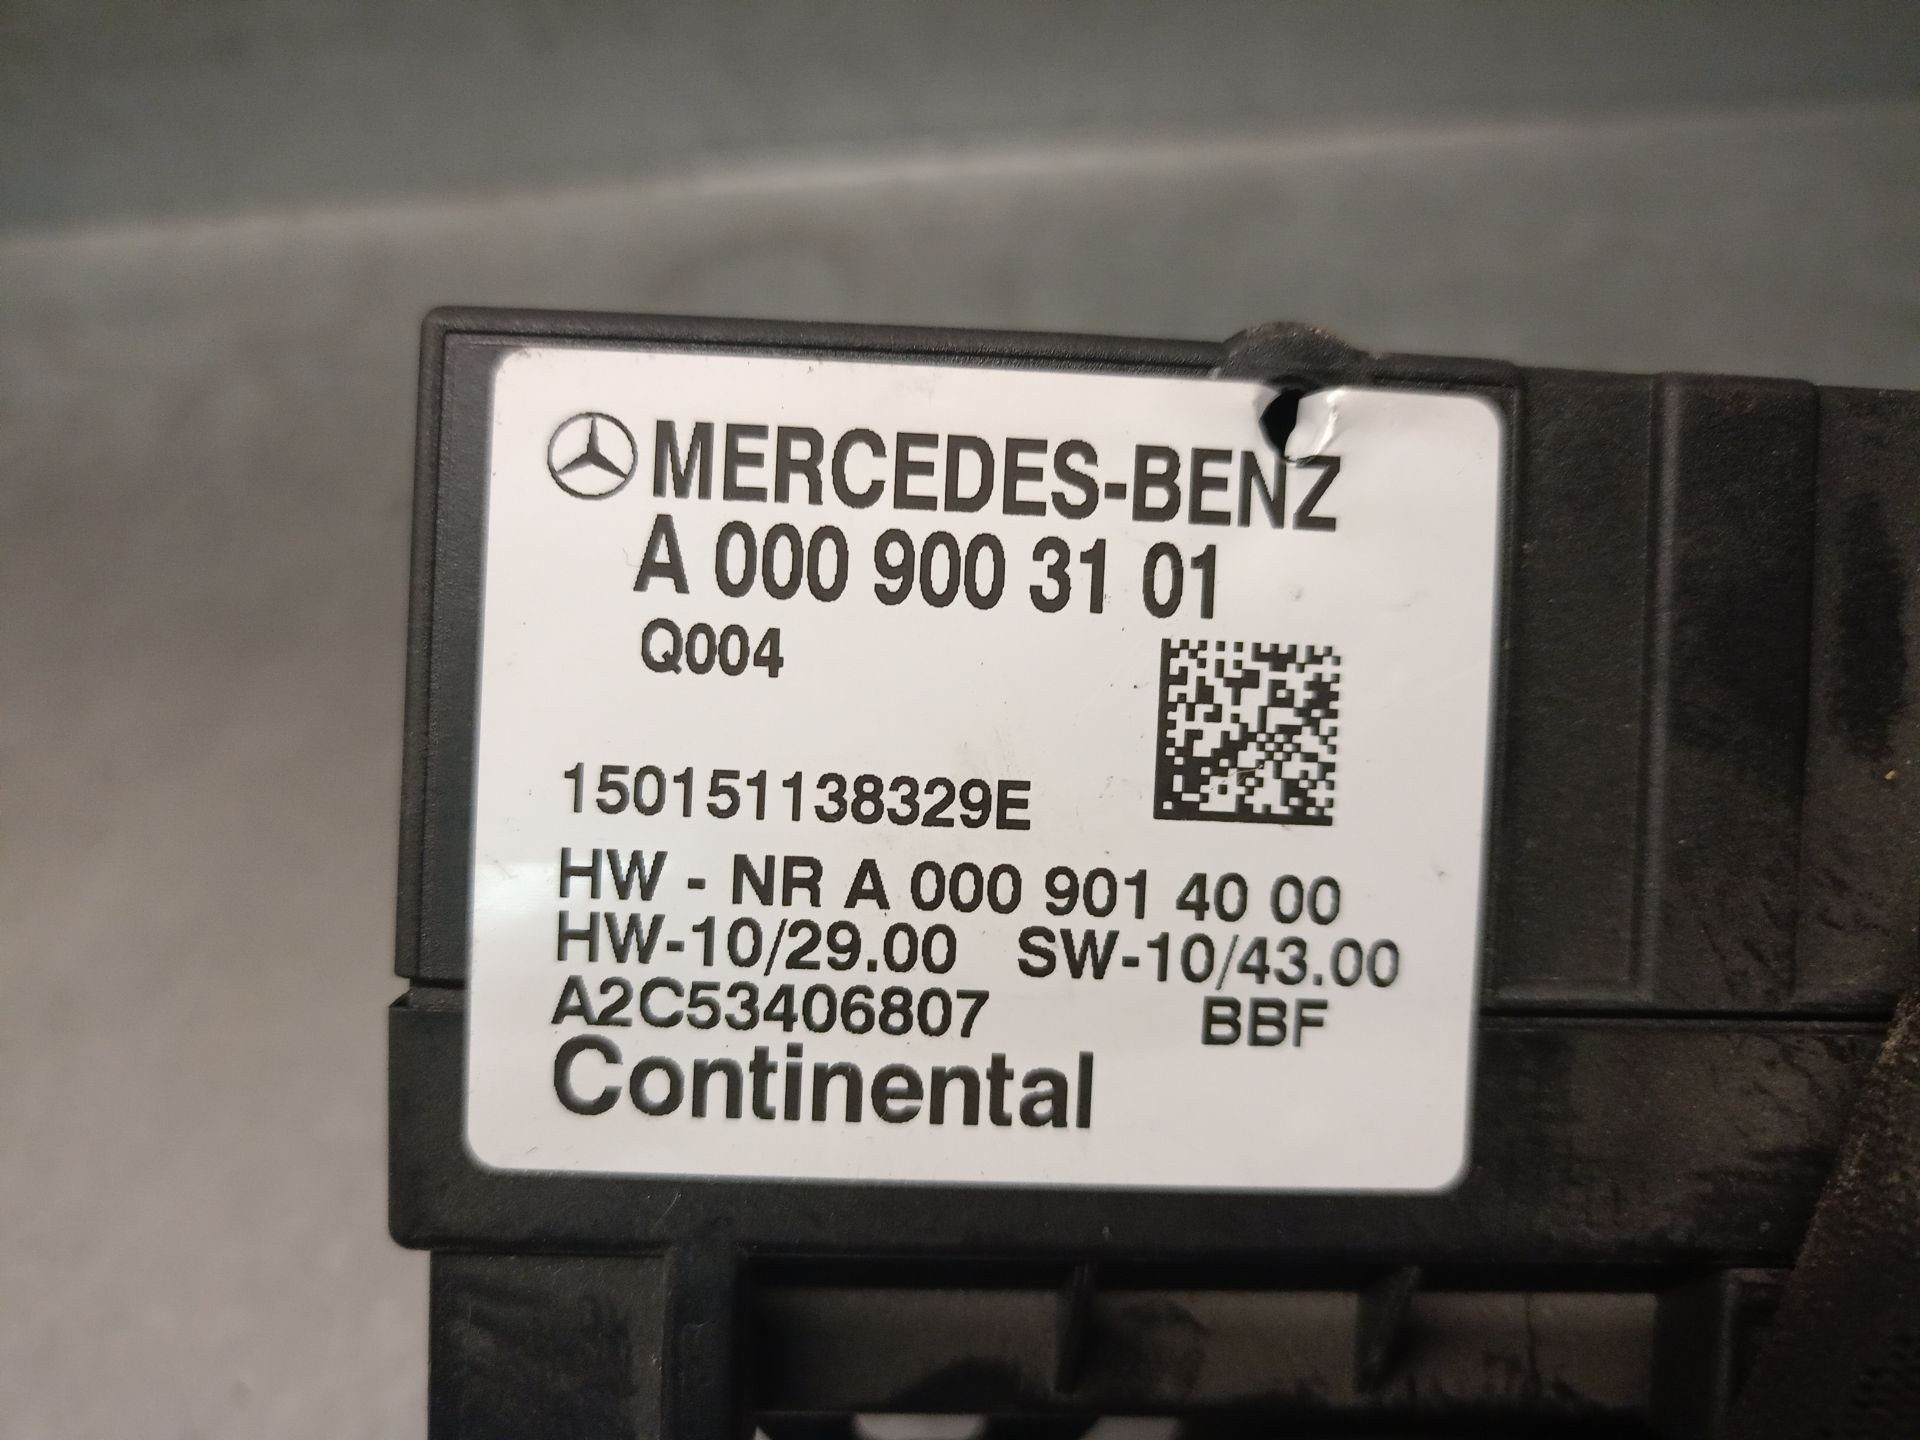 MERCEDES-BENZ
A 000 900 31 01
Q004
150151138329E
HW - NR A 000 901 40 00
HW-10/29.00 SW-10/43.00
A2C53406807 BBF
Continental